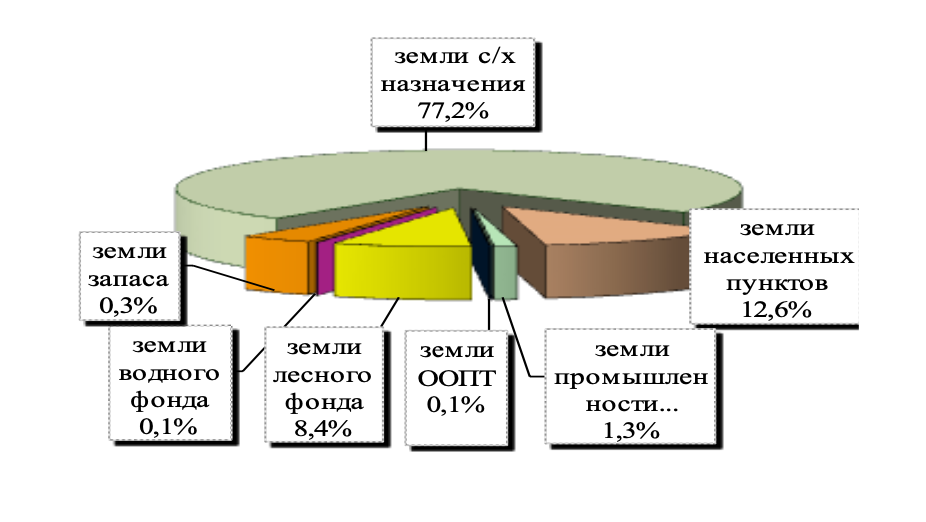 земли с/х
назначения
77,2%
земли
населенных
пунктов
12,6%
земли
запаса
0,3%
земли
водного
фонда
0,1%
земли
лесного
фонда
8,4%
земли
ООПТ
0,1%
земли
промышлен
ности...
1,3%